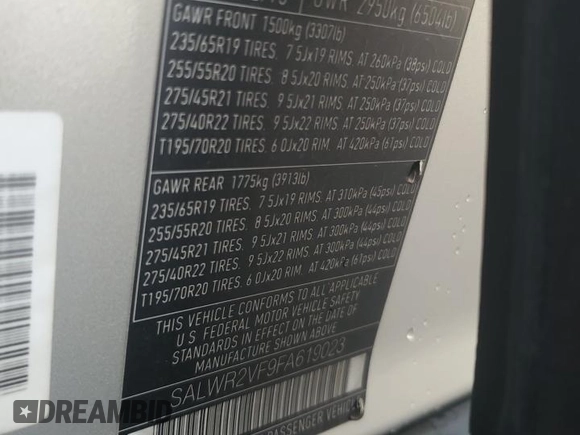 GVWR 2950kg (6504lb)
GAWR FRONT 1500kg (3307lb)
235/65R19 TIRES. 7 5Jx19 RIMS. AT 260kPa (38psi) COLD
255/55R20 TIRES. 8 5Jx20 RIMS. AT 250kPa (37psi) COLD
275/45R21 TIRES. 9 5Jx21 RIMS. AT 250kPa (37psi) COLD
275/40R22 TIRES. 9 5Jx22 RIMS. AT 250kPa (37psi) COLD
T195/70R20 TIRES. 6 0Jx20 RIM. AT 420kPa (61psi) COLD
GAWR REAR 1775kg (3913lb)
235/65R19 TIRES. 7 5Jx19 RIMS. AT 310kPa (45psi) COLD
255/55R20 TIRES. 8 5Jx20 RIMS. AT 300kPa (44psi) COLD
275/45R21 TIRES. 9 5Jx21 RIMS. AT 300kPa (44psi) COLD
275/40R22 TIRES. 9 5Jx22 RIMS. AT 300kPa (44psi) COLD
T195/70R20 TIRES. 6 0Jx20 RIM. AT 420kPa (61psi) COLD
THIS VEHICLE CONFORMS TO ALL APPLICABLE
U S FEDERAL MOTOR VEHICLE SAFETY
STANDARDS IN EFFECT ON THE DATE OF
MANUFACTURE SHOWN ABOVE
SALWR2VF9FA619023
PASSENGER VEHICLE
DREAMBID